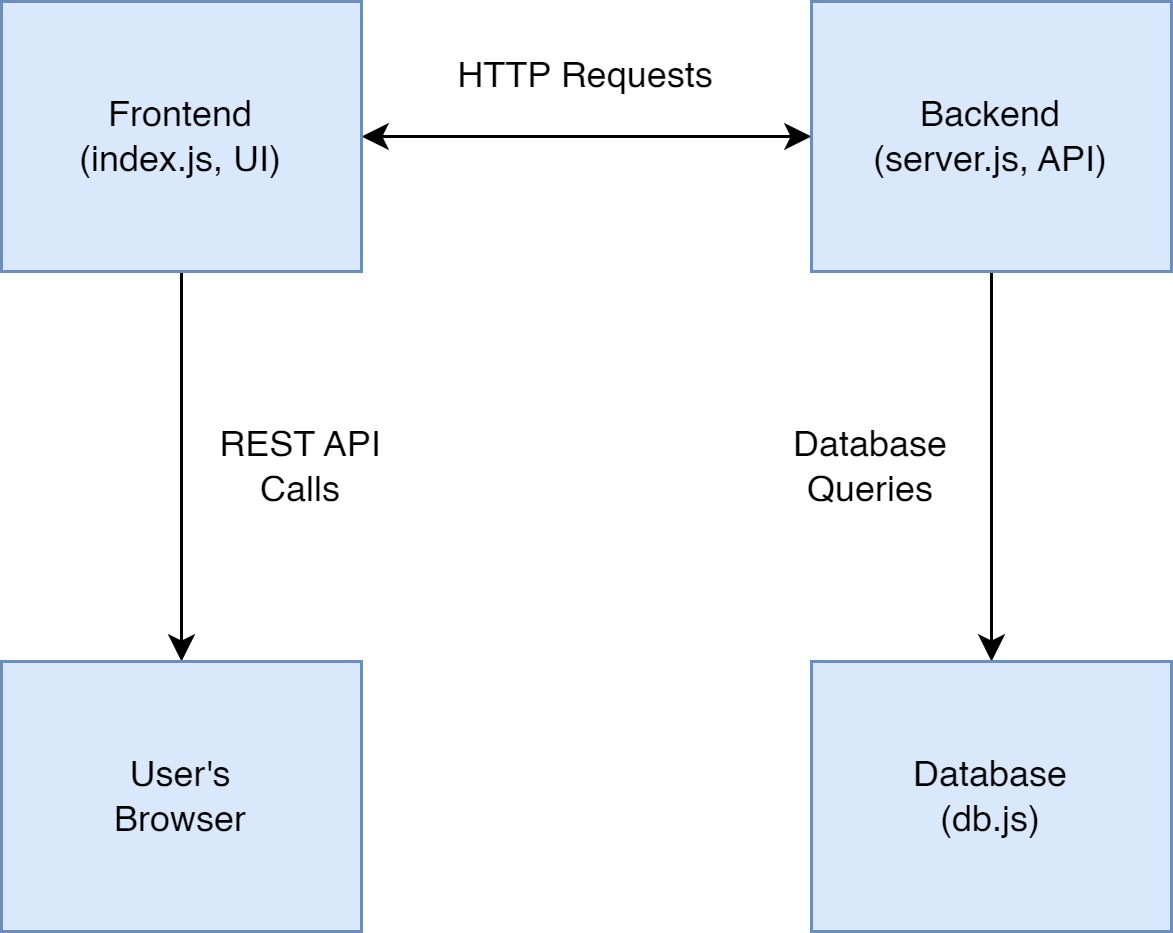 HTTP Requests
Frontend
(index.js, UI)
Backend
(server.js, API)
REST API
Calls
Database
Queries
User's
Browser
Database
(db.js)